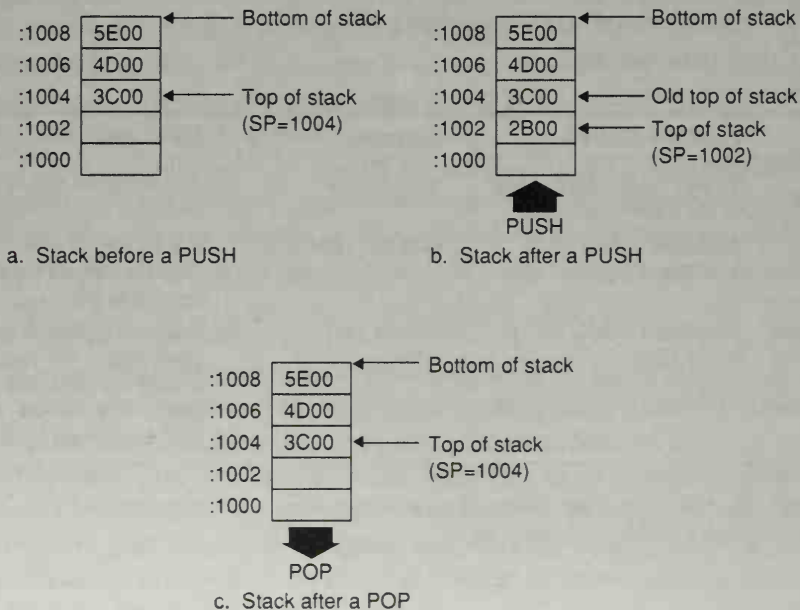 Bottom of stack
:1008 5E00
:1006 4D00
:1004 3C00 Top of stack
:1002 (SP=1004)
:1000
a. Stack before a PUSH
Bottom of stack
:1008 5E00
:1006 4D00
:1004 3C00 Old top of stack
:1002 2B00 Top of stack
:1000 (SP=1002)
PUSH
b. Stack after a PUSH
Bottom of stack
:1008 5E00
:1006 4D00
:1004 3C00 Top of stack
:1002 (SP=1004)
:1000
POP
c. Stack after a POP